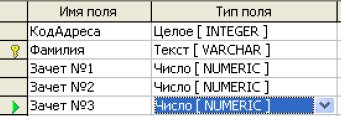 Имя поля Тип поля
КодАдреса Целое [ INTEGER ]
Фамилия Текст [ VARCHAR ]
Зачет №1 Число [ NUMERIC ]
Зачет №2 Число [ NUMERIC ]
Зачет №3 Число [ NUMERIC ]